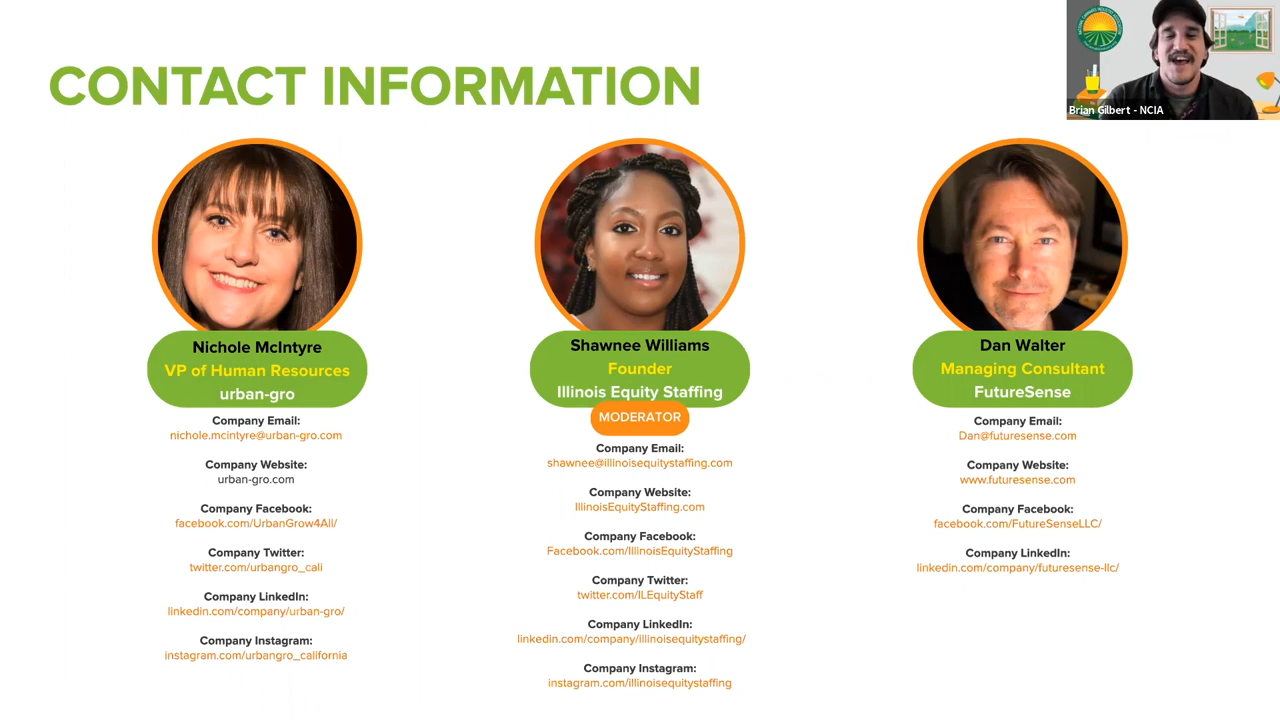 CONTACT INFORMATION
Brian Gilbert - NCIA
Nichole McIntyre
VP of Human Resources
urban-gro
Company Email:
nichole.mcintyre@urban-gro.com
Company Website:
urban-gro.com
Company Facebook:
facebook.com/UrbanGrow4All/
Company Twitter:
twitter.com/urbangro_cali
Company LinkedIn:
linkedin.com/company/urban-gro/
Company Instagram:
instagram.com/urbangro_california
Shawnee Williams
Founder
Illinois Equity Staffing
MODERATOR
Company Email:
shawnee@illinoisequitystaffing.com
Company Website:
IllinoisEquityStaffing.com
Company Facebook:
Facebook.com/IllinoisEquityStaffing
Company Twitter:
twitter.com/ILEquityStaff
Company LinkedIn:
linkedin.com/company/illinoisequitystaffing/
Company Instagram:
instagram.com/illinoisequitystaffing
Dan Walter
Managing Consultant
FutureSense
Company Email:
Dan@futuresense.com
Company Website:
www.futuresense.com
Company Facebook:
facebook.com/FutureSenseLLC/
Company LinkedIn:
linkedin.com/company/futuresense-llc/